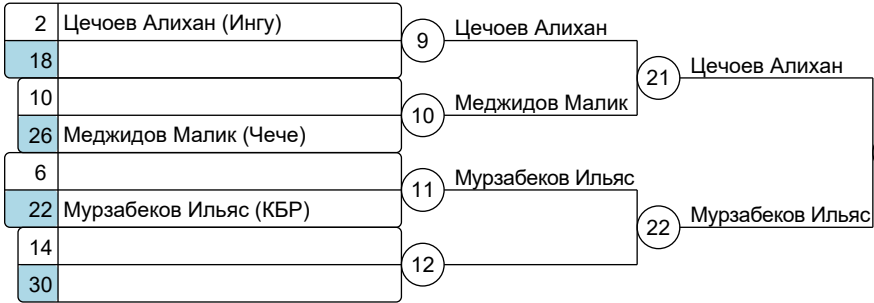 2 Цечоев Алихан (Ингу)
18
9 Цечоев Алихан
10
26 Меджидов Малик (Чече)
10 Меджидов Малик
21 Цечоев Алихан
6
22 Мурзабеков Ильяс (КБР)
11 Мурзабеков Ильяс
14
30
12
22 Мурзабеков Ильяс